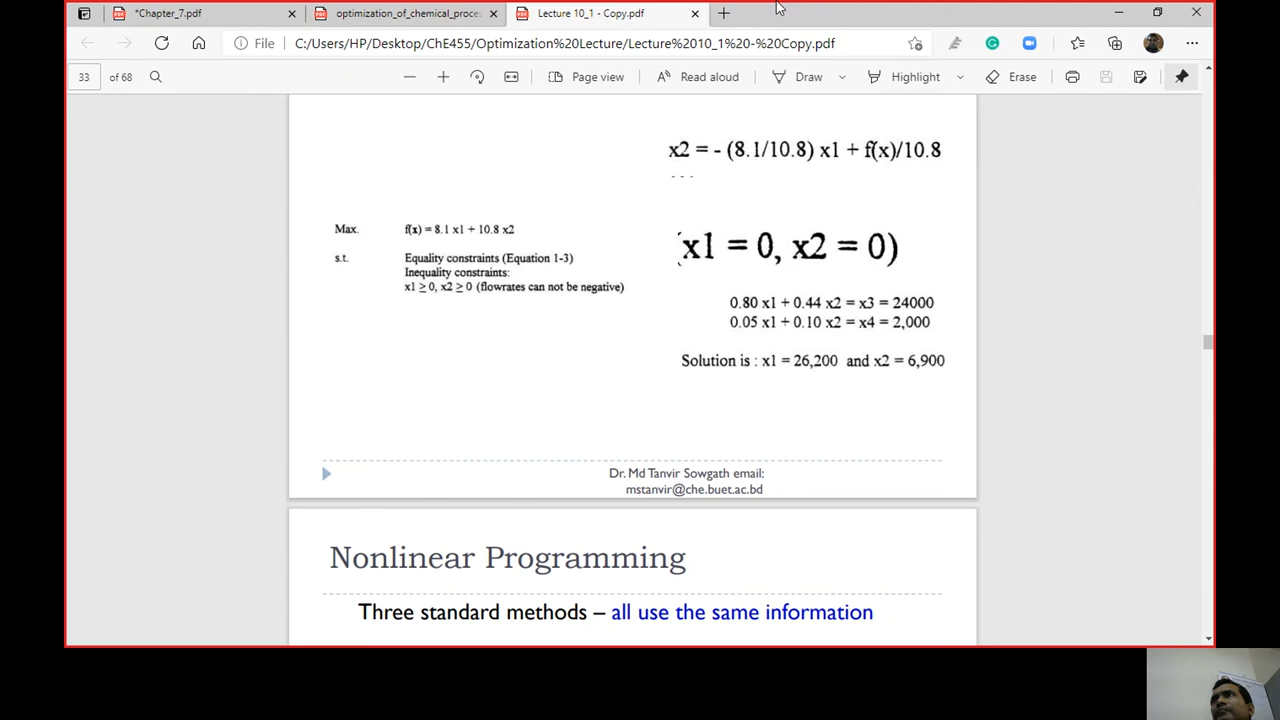 *Chapter_7.pdf
optimization_of_chemical_proce
Lecture 10_1 - Copy.pdf
File
C:/Users/HP/Desktop/ChE455/Optimization%20Lecture/Lecture%2010_1%20-%20Copy.pdf
33 of 68
Page view
Read aloud
Draw
Highlight
Erase
x2 = - (8.1/10.8) x1 + f(x)/10.8
Max. f(x) = 8.1 x1 + 10.8 x2
s.t. Equality constraints (Equation 1-3)
Inequality constraints:
x1 ≥ 0, x2 ≥ 0 (flowrates can not be negative)
(x1 = 0, x2 = 0)
0.80 x1 + 0.44 x2 = x3 = 24000
0.05 x1 + 0.10 x2 = x4 = 2,000
Solution is : x1 = 26,200 and x2 = 6,900
Dr. Md Tanvir Sowgath email:
mstanvir@che.buet.ac.bd
Nonlinear Programming
Three standard methods – all use the same information